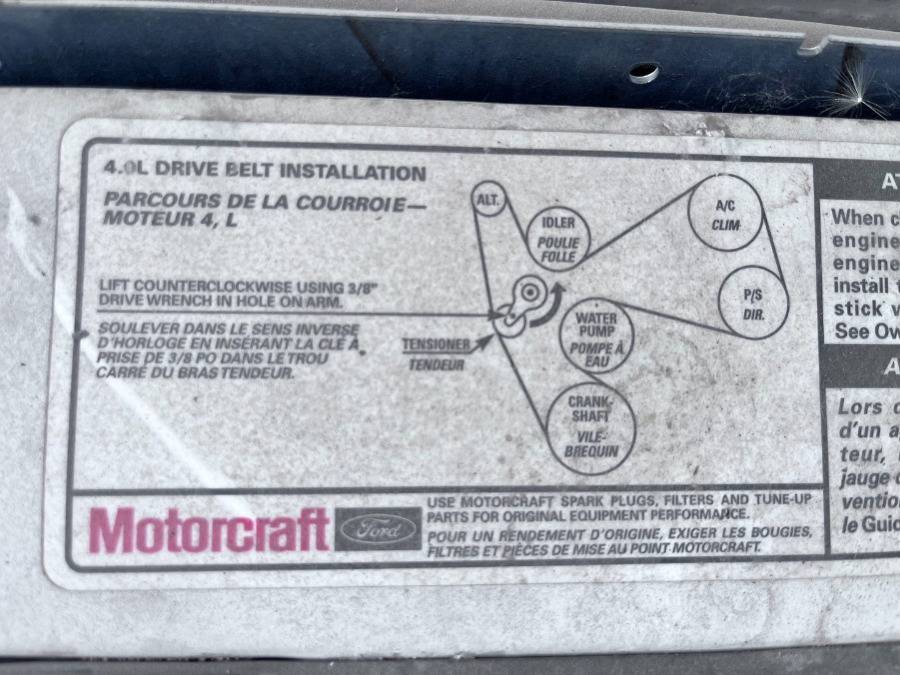 4.0L DRIVE BELT INSTALLATION
PARCOURS DE LA COURROIE—
MOTEUR 4, L
LIFT COUNTERCLOCKWISE USING 3/8"
DRIVE WRENCH IN HOLE ON ARM.
SOULEVER DANS LE SENS INVERSE
D'HORLOGE EN INSÉRANT LA CLÉ À
PRISE DE 3/8 PO DANS LE TROU
CARRÉ DU BRAS TENDEUR.
TENSIONER
TENDEUR
ALT.
IDLER
POULIE
FOLLE
A/C
CLIM
P/S
DIR.
WATER
PUMP
POMPE À
EAU
CRANK-
SHAFT
VILE-
BREQUIN
Motorcraft
Ford
USE MOTORCRAFT SPARK PLUGS, FILTERS AND TUNE-UP
PARTS FOR ORIGINAL EQUIPMENT PERFORMANCE.
POUR UN RENDEMENT D'ORIGINE, EXIGER LES BOUGIES,
FILTRES ET PIÈCES DE MISE AU POINT MOTORCRAFT.
When
engine
engine
install
stick
See
Lors
d'un
teur,
jauge
le